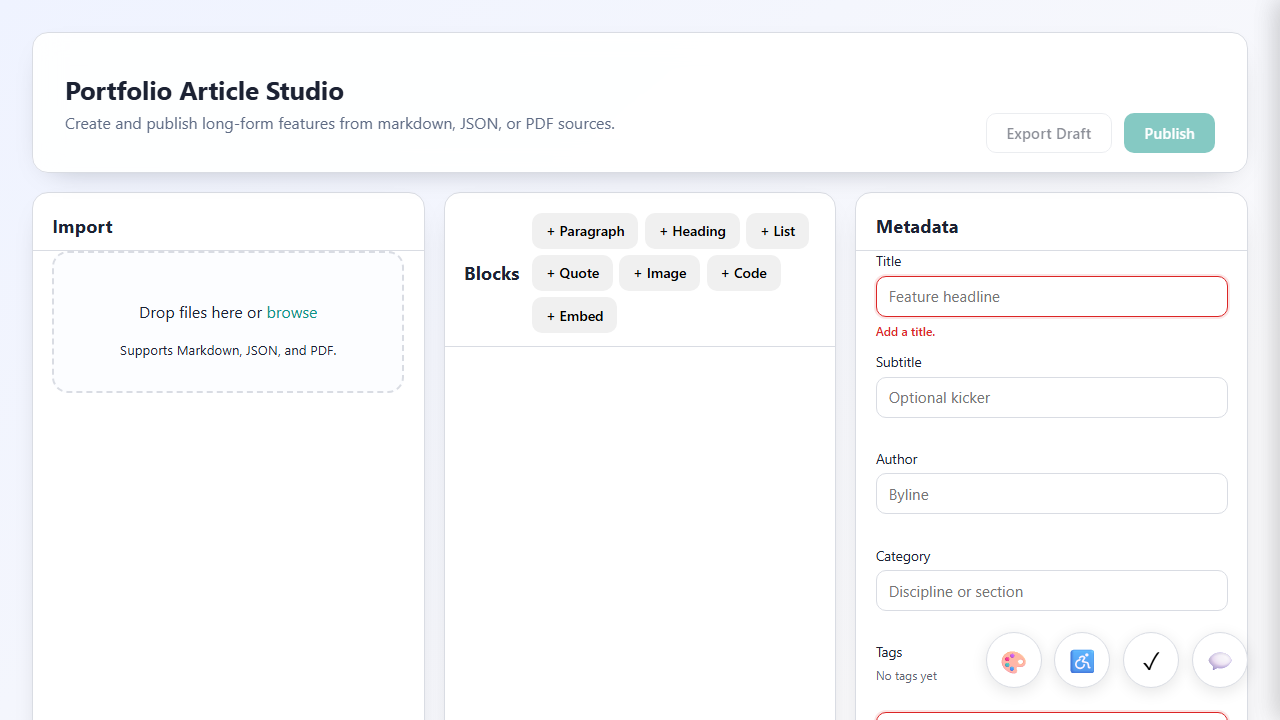 Portfolio Article Studio
Create and publish long-form features from markdown, JSON, or PDF sources.
Export Draft
Publish
Import
Drop files here or browse
Supports Markdown, JSON, and PDF.
Blocks
+ Paragraph
+ Heading
+ List
+ Quote
+ Image
+ Code
+ Embed
Metadata
Title
Feature headline
Add a title.
Subtitle
Optional kicker
Author
Byline
Category
Discipline or section
Tags
No tags yet